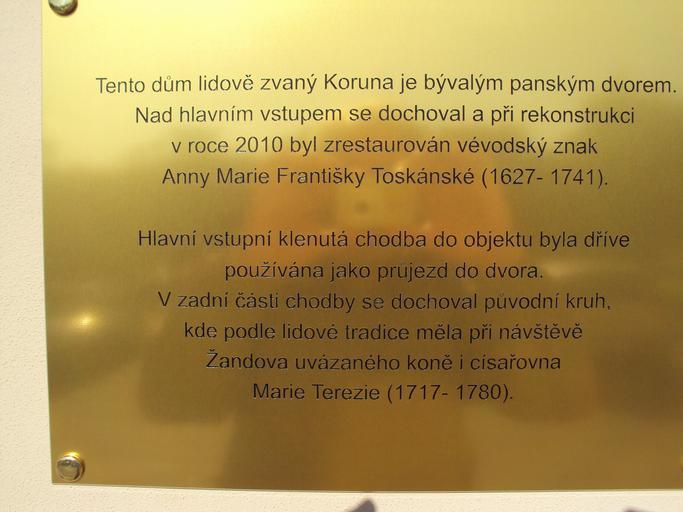 Tento dům lidově zvaný Koruna je bývalým panským dvorem.
Nad hlavním vstupem se dochoval a při rekonstrukci
v roce 2010 byl zrestaurován vévodský znak
Anny Marie Františky Toskánské (1627- 1741).
Hlavní vstupní klenutá chodba do objektu byla dříve
používána jako průjezd do dvora.
V zadní části chodby se dochoval původní kruh,
kde podle lidové tradice měla při návštěvě
Žandova uvázaného koně i císařovna
Marie Terezie (1717- 1780).